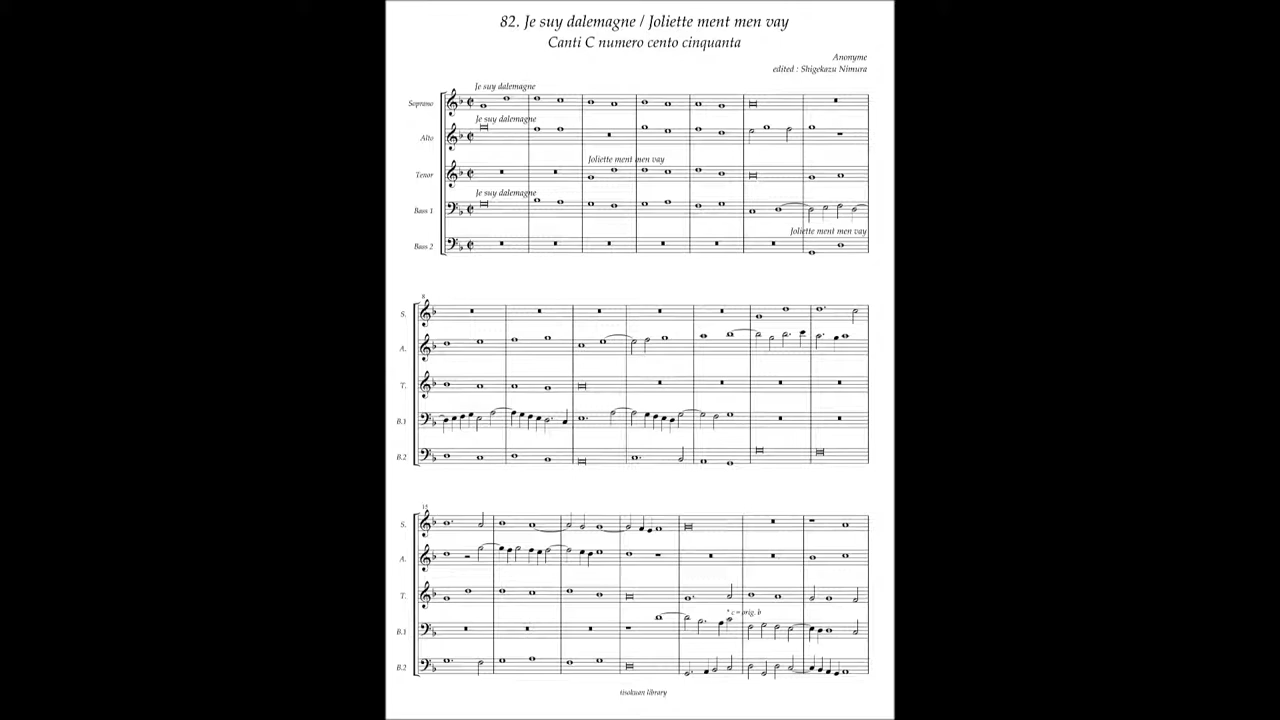 82. Je suy dalemagne / Joliette ment men vay
Canti C numero cento cinquanta
Anonyme
edited : Shigekazu Nimura
Je suy dalemagne
Soprano
Je suy dalemagne
Alto
Joliette ment men vay
Tenor
Je suy dalemagne
Bass 1
Joliette ment men vay
Bass 2
8
S.
A.
T.
B.1
B.2
15
S.
A.
T.
* c = orig. b
B.1
B.2
tisokuan library